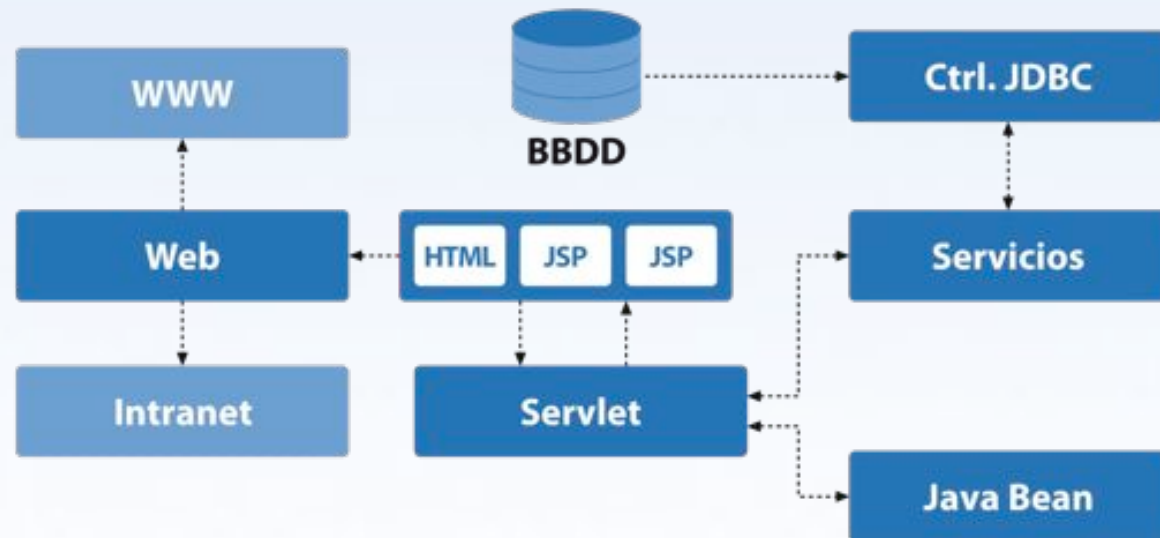 WWW
BBDD
Ctrl. JDBC
Web
HTML
JSP
JSP
Servicios
Intranet
Servlet
Java Bean